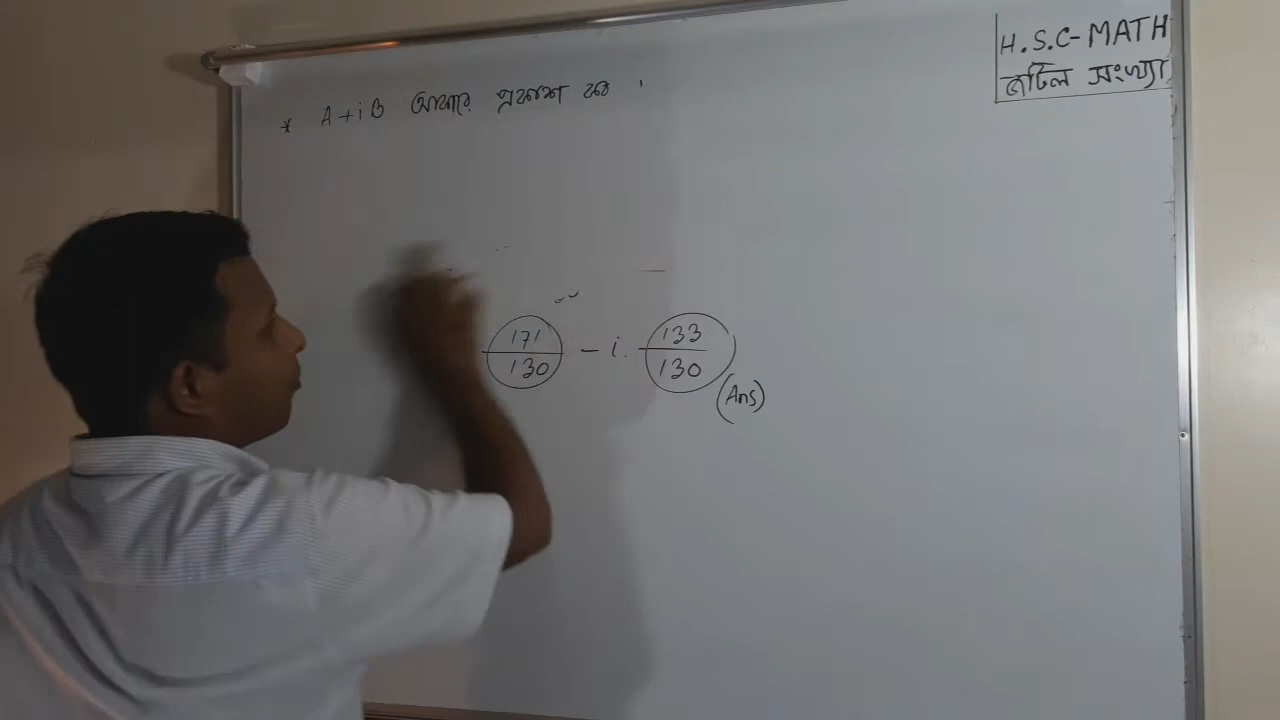 H.S.C-MATH
জটিল সংখ্যা
* A+iB আকারে প্রকাশ কর ।
171/130 - i. 133/130
(Ans)